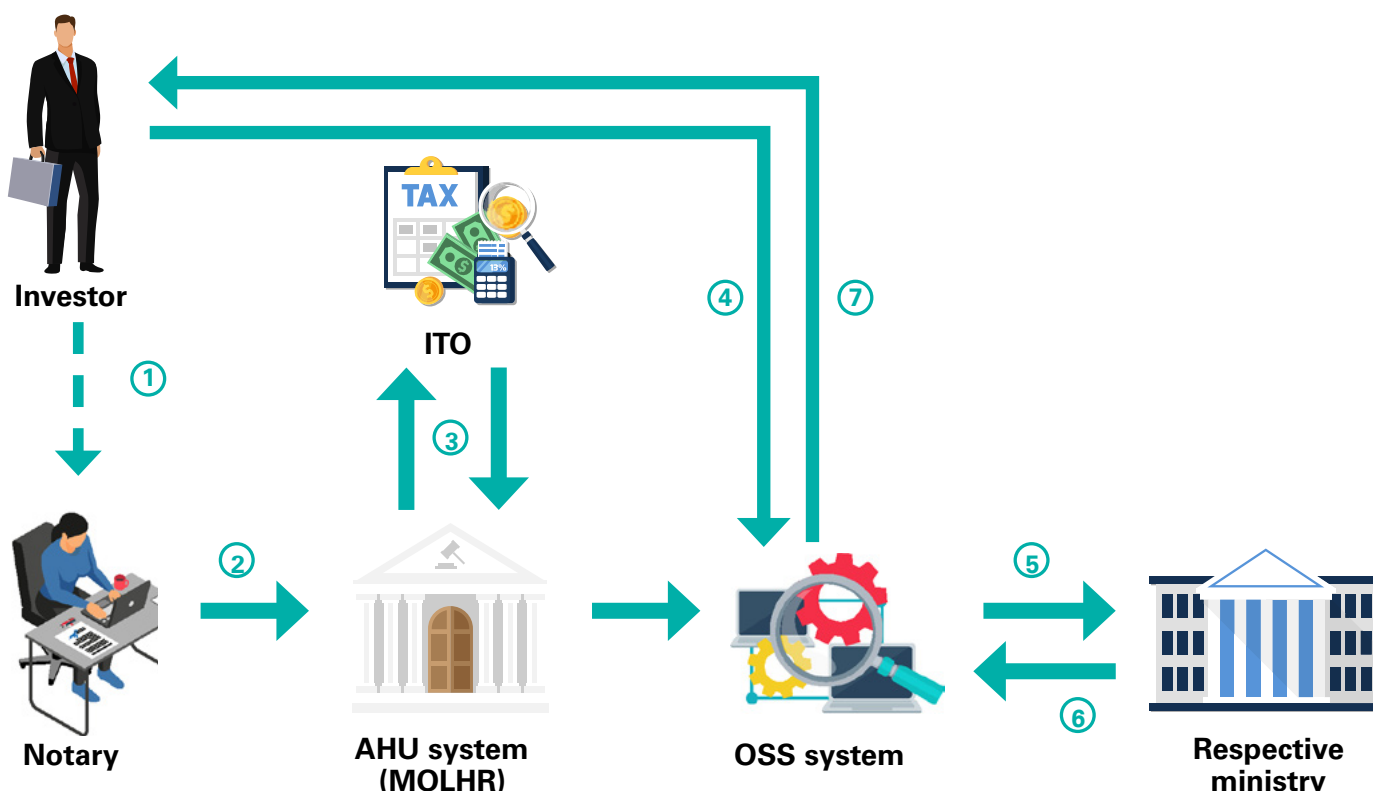 TAX
13%
Investor
ITO
1
2
3
4
7
5
6
Notary
AHU system
(MOLHR)
OSS system
Respective
ministry